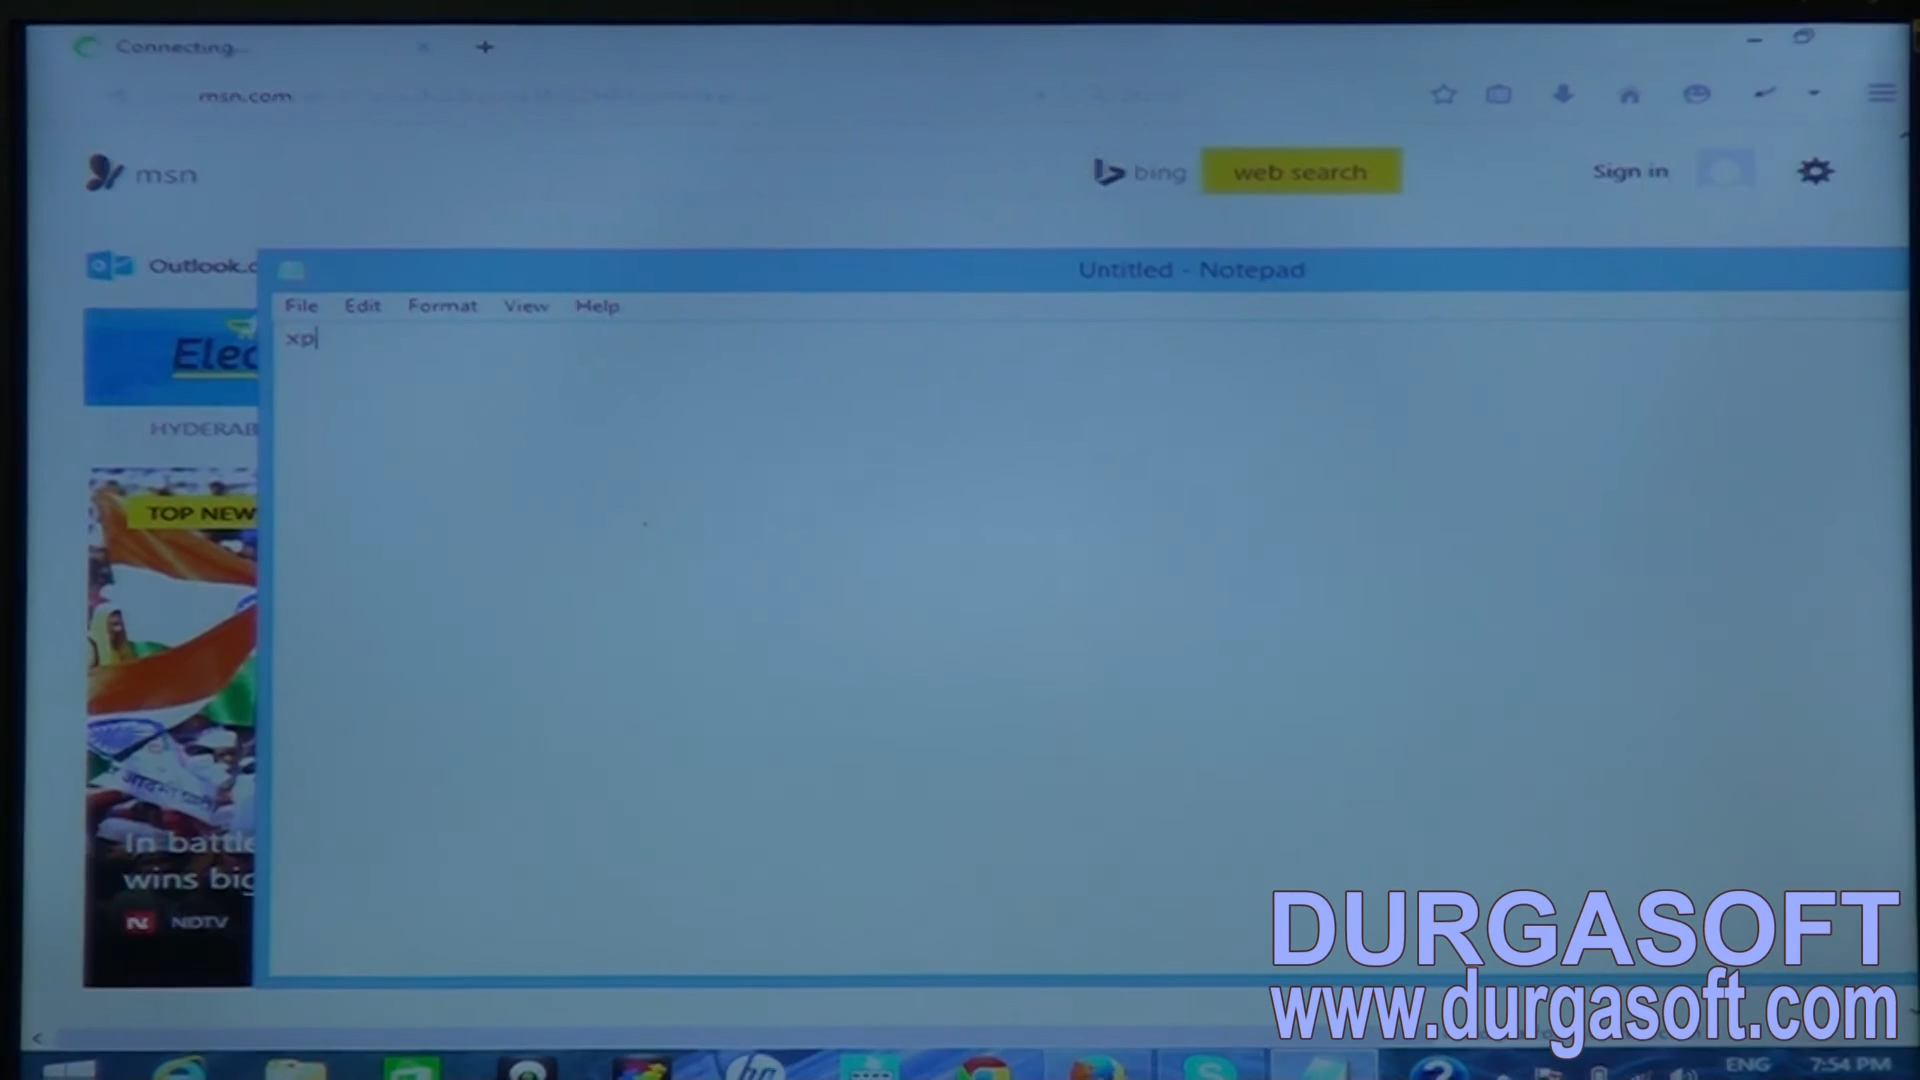 Connecting...
msn.com
msn
bing
web search
Sign in
Outlook.c
Untitled - Notepad
File Edit Format View Help
xp
Elec
HYDERAB
TOP NEW
In battle
wins big
NDTV
DURGASOFT
www.durgasoft.com
hp
ENG
7:54 PM